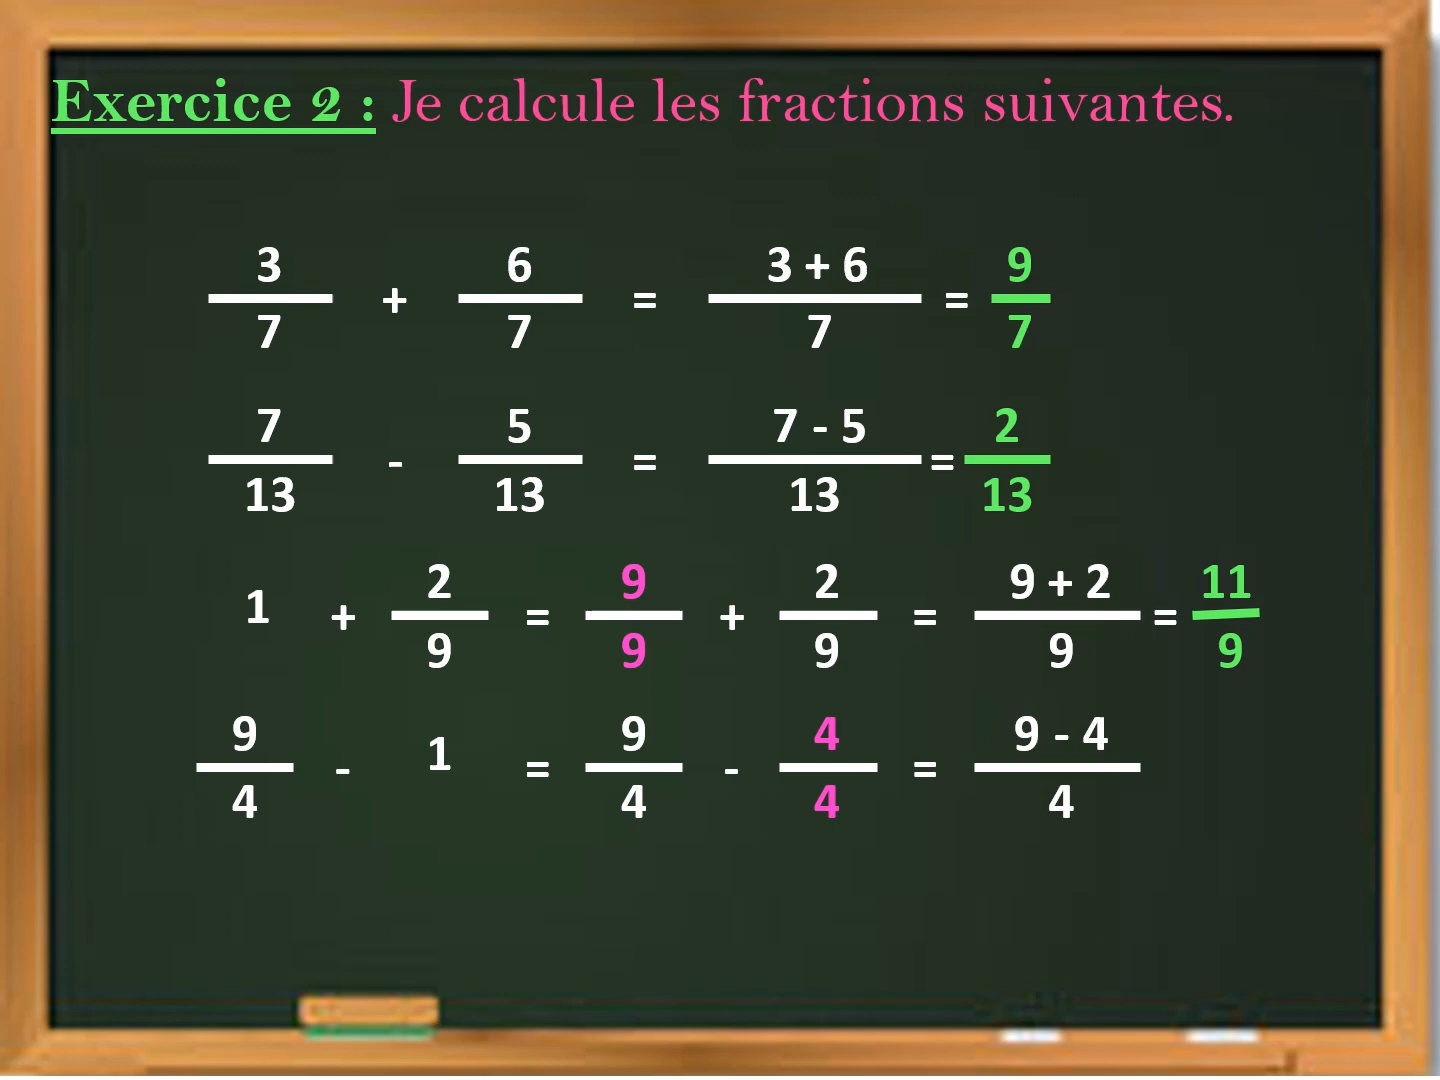 Exercice 2 : Je calcule les fractions suivantes.
3/7 + 6/7 = 3 + 6/7 = 9/7
7/13 - 5/13 = 7 - 5/13 = 2/13
1 + 2/9 = 9/9 + 2/9 = 9 + 2/9 = 11/9
9/4 - 1 = 9/4 - 4/4 = 9 - 4/4